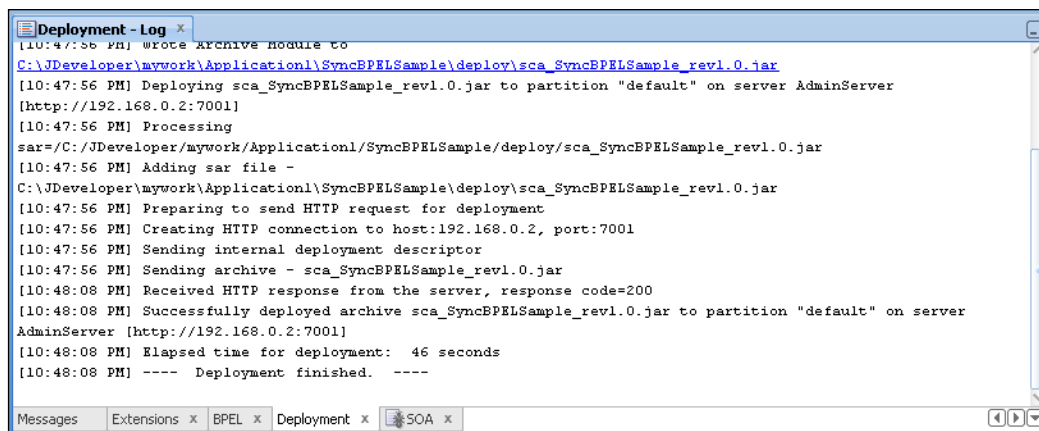 Deployment - Log x
[10:47:56 PM] Wrote Archive Module to
C:\JDeveloper\mywork\Application1\SyncBPELSample\deploy\sca_SyncBPELSample_rev1.0.jar
[10:47:56 PM] Deploying sca_SyncBPELSample_rev1.0.jar to partition "default" on server AdminServer
[http://192.168.0.2:7001]
[10:47:56 PM] Processing
sar=/C:/JDeveloper/mywork/Application1/SyncBPELSample/deploy/sca_SyncBPELSample_rev1.0.jar
[10:47:56 PM] Adding sar file -
C:\JDeveloper\mywork\Application1\SyncBPELSample\deploy\sca_SyncBPELSample_rev1.0.jar
[10:47:56 PM] Preparing to send HTTP request for deployment
[10:47:56 PM] Creating HTTP connection to host:192.168.0.2, port:7001
[10:47:56 PM] Sending internal deployment descriptor
[10:47:56 PM] Sending archive - sca_SyncBPELSample_rev1.0.jar
[10:48:08 PM] Received HTTP response from the server, response code=200
[10:48:08 PM] Successfully deployed archive sca_SyncBPELSample_rev1.0.jar to partition "default" on server
AdminServer [http://192.168.0.2:7001]
[10:48:08 PM] Elapsed time for deployment:  46 seconds
[10:48:08 PM] ----  Deployment finished.  ----
Messages Extensions x BPEL x Deployment x SOA x